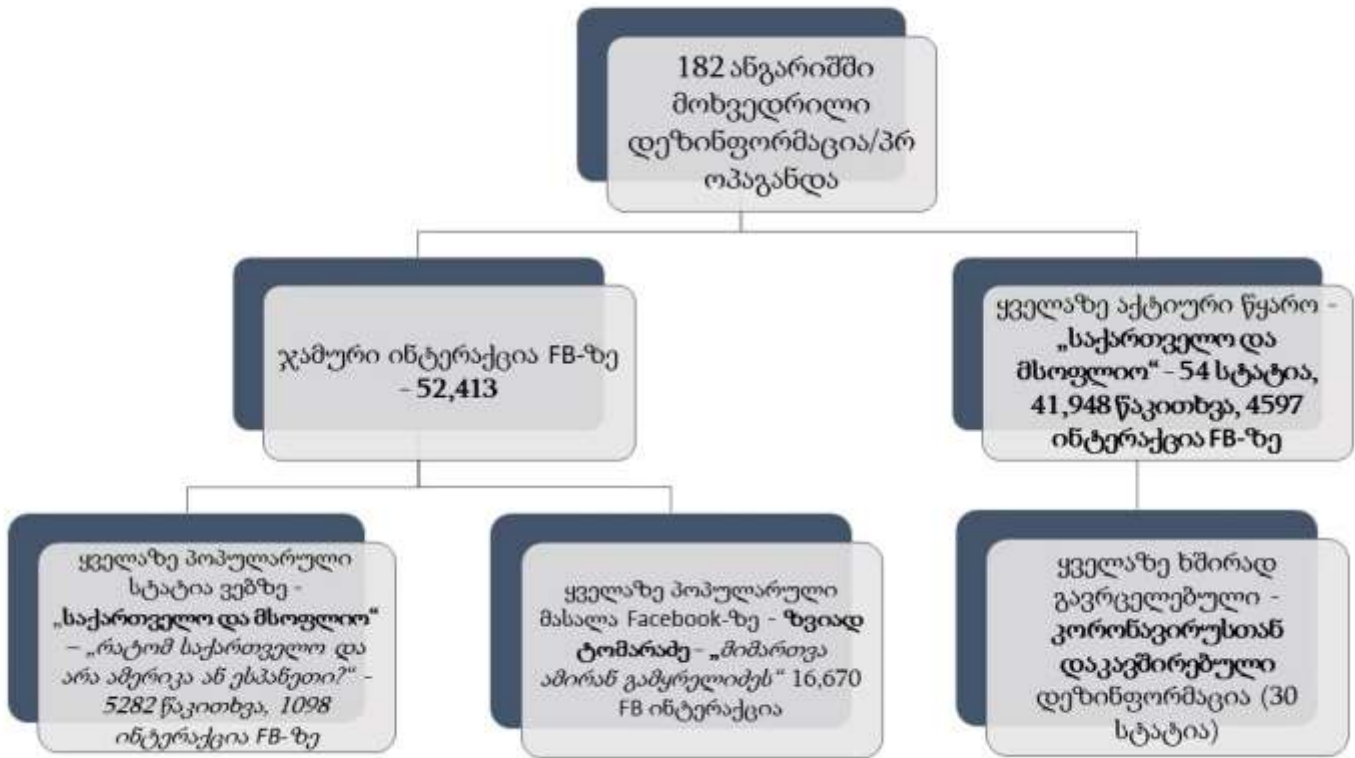 182 ანგარიშში
მოხვედრილი
დეზინფორმაცია/პრ
ოპაგანდა
ჯამური ინტერაქცია FB-ზე
- 52,413
ყველაზე აქტიური წყარო -
„საქართველო და
მსოფლიო“ - 54 სტატია,
41,948 წაკითხვა, 4597
ინტერაქცია FB-ზე
ყველაზე პოპულარული
სტატია ვებზე -
„საქართველო და მსოფლიო“
– „რატომ საქართველო და
არა ამერიკა ან ესპანეთი?“ -
5282 წაკითხვა, 1098
ინტერაქცია FB-ზე
ყველაზე პოპულარული
მასალა Facebook-ზე - ზვიად
ტომარაძე - „მიმართვა
ამირან გამყრელიძეს“ 16,670
FB ინტერაქცია
ყველაზე ხშირად
გავრცელებული -
კორონავირუსთან
დაკავშირებული
დეზინფორმაცია (30
სტატია)